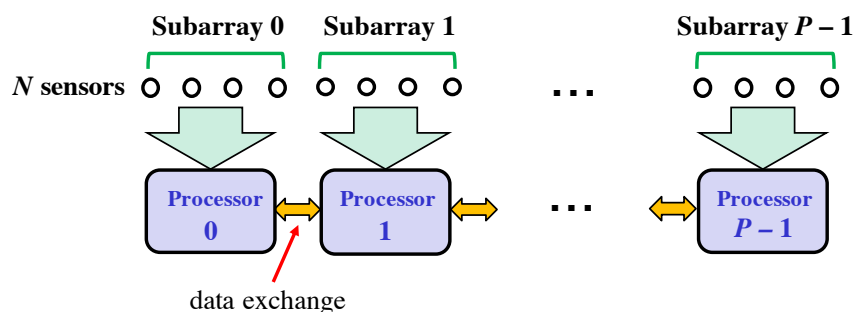 Subarray 0 Subarray 1 Subarray P – 1
N sensors ...
Processor 0 Processor 1 ... Processor P – 1
data exchange